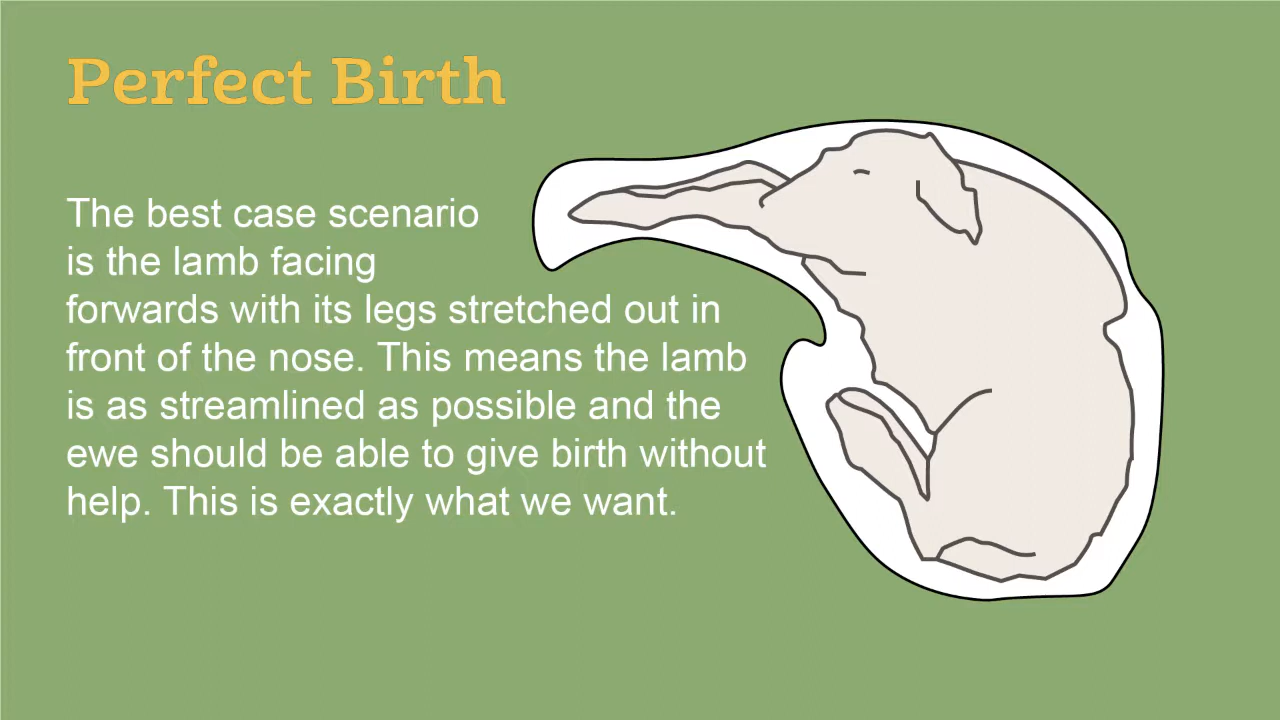 Perfect Birth
The best case scenario
is the lamb facing
forwards with its legs stretched out in
front of the nose. This means the lamb
is as streamlined as possible and the
ewe should be able to give birth without
help. This is exactly what we want.